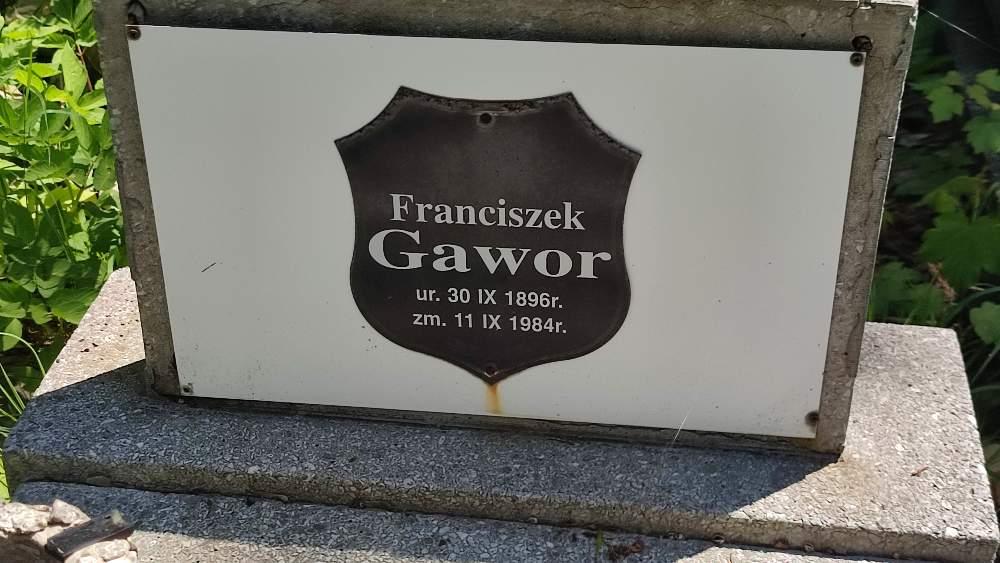 Franciszek
Gawor
ur. 30 IX 1896r.
zm. 11 IX 1984r.